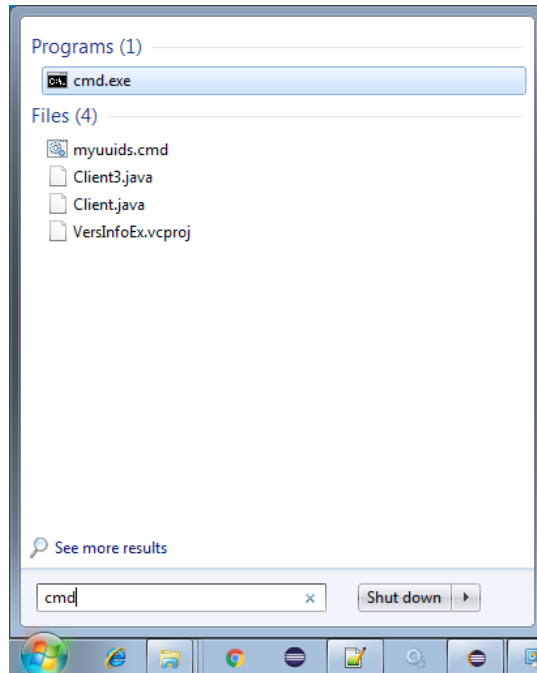 Programs (1)
cmd.exe
Files (4)
myuuids.cmd
Client3.java
Client.java
VersInfoEx.vcproj
See more results
cmd
Shut down